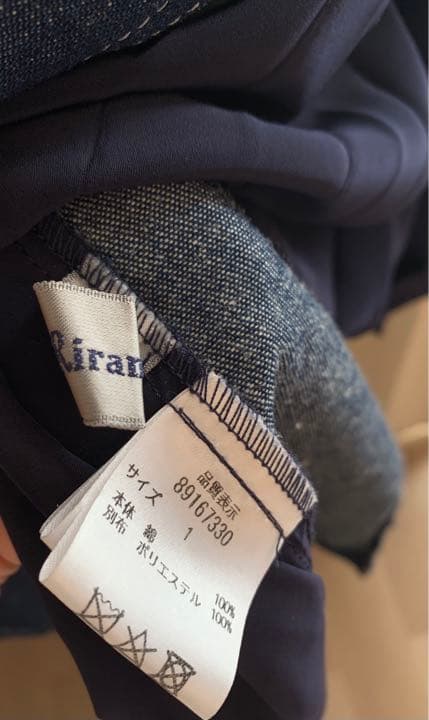 Riran
品質表示
89167330
サイズ 1
本体 綿 100%
別布 ポリエステル 100%